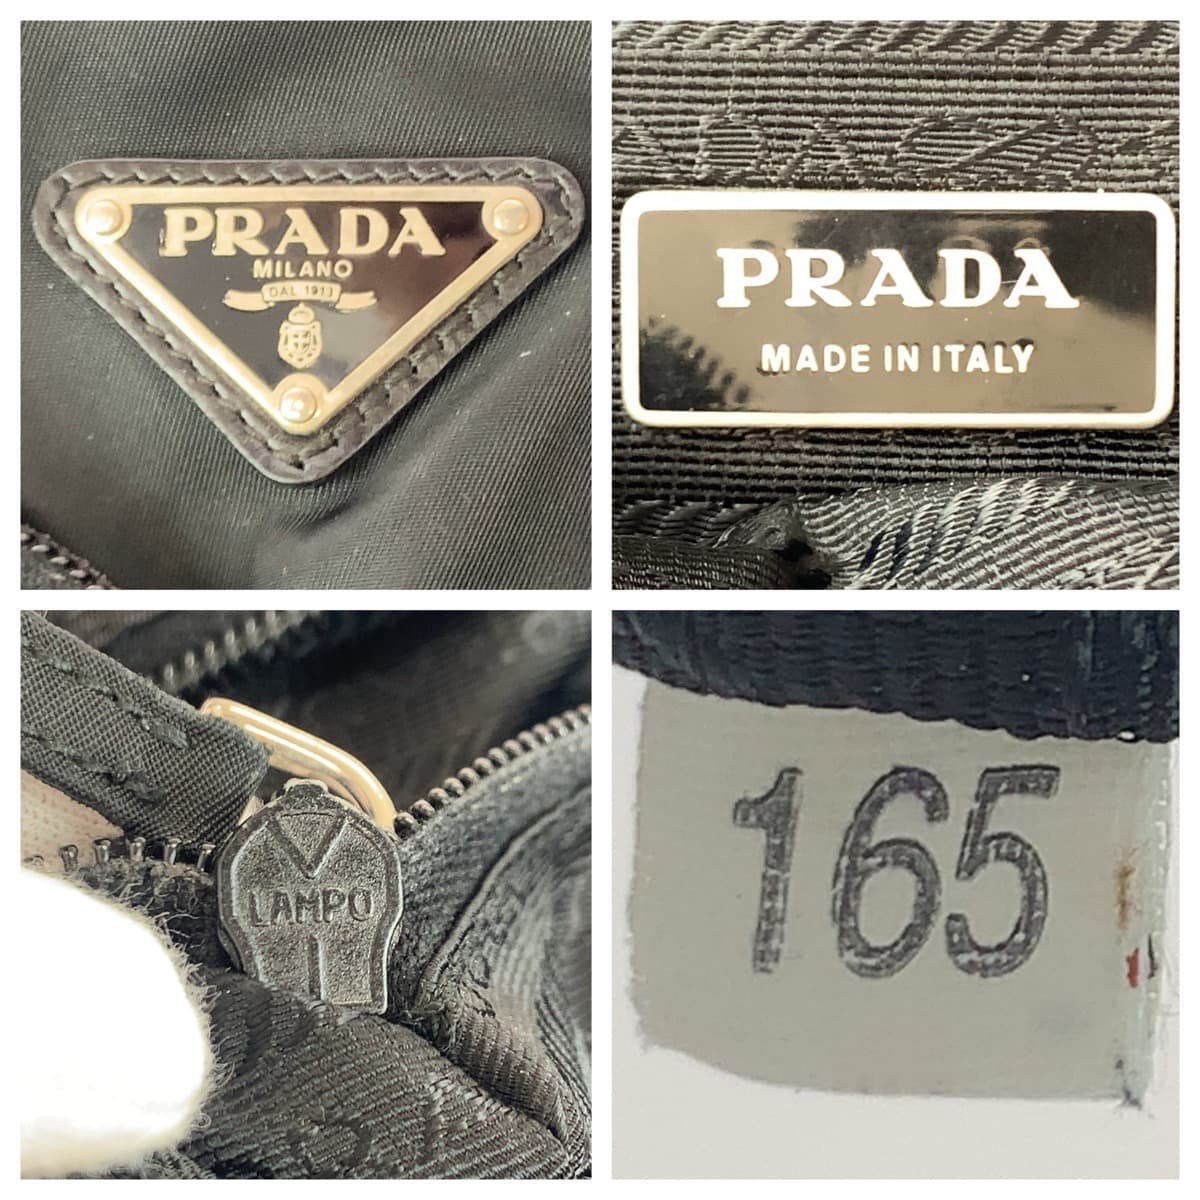 PRADA
MILANO
DAL 1913
PRADA
MADE IN ITALY
LAMPO
165